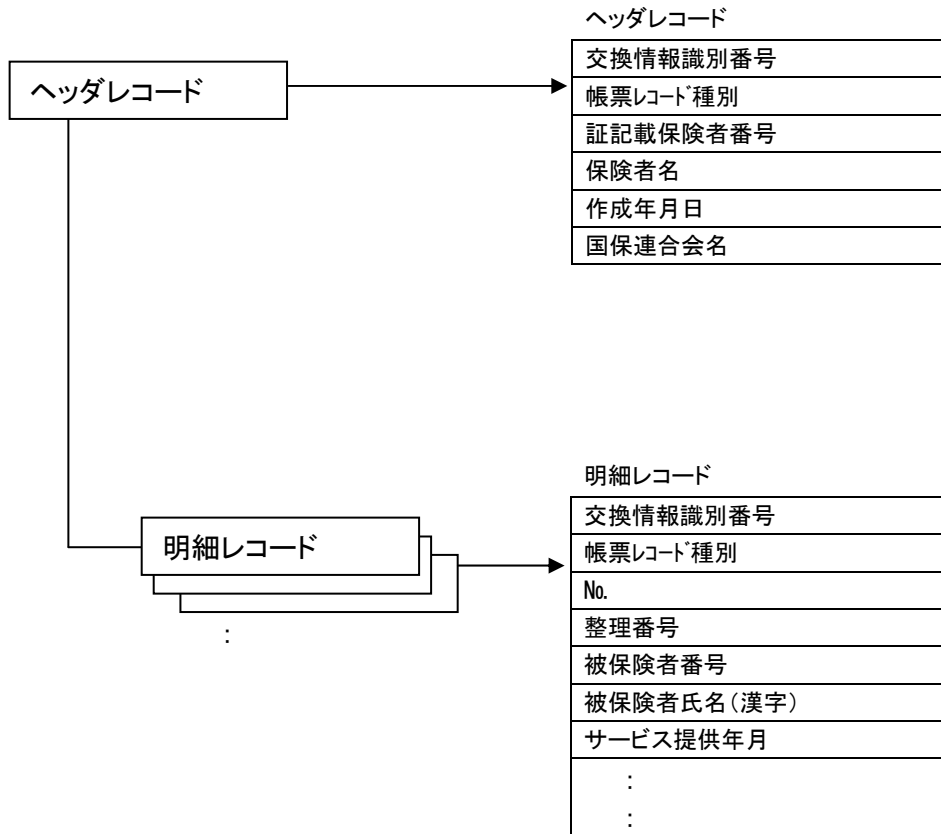 ヘッダレコード
ヘッダレコード
交換情報識別番号
帳票ﾚｺｰﾄﾞ種別
証記載保険者番号
保険者名
作成年月日
国保連合会名
明細レコード
:
明細レコード
交換情報識別番号
帳票ﾚｺｰﾄﾞ種別
№
整理番号
被保険者番号
被保険者氏名(漢字)
サービス提供年月
:
: